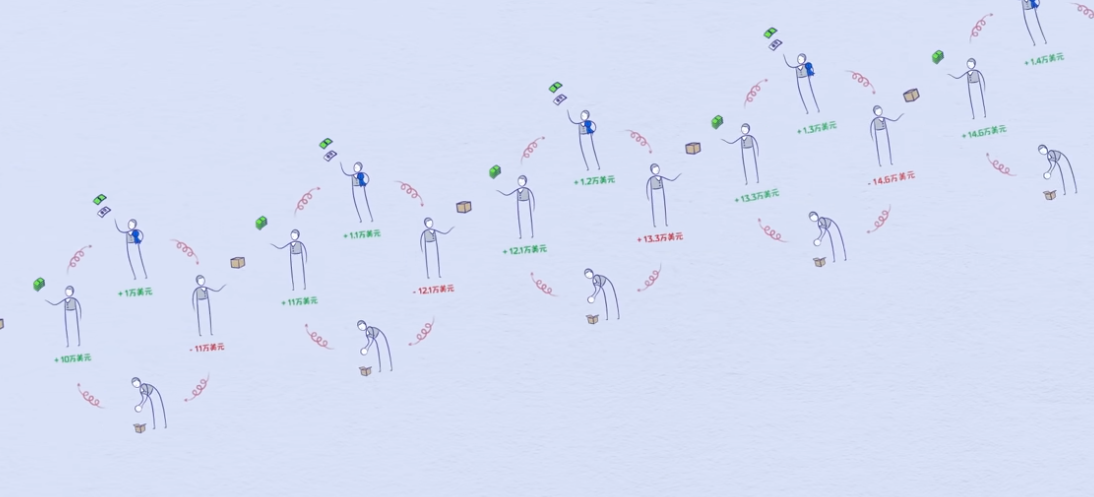 +1万美元
+10万美元
- 11万美元
+1.1万美元
+11万美元
- 12.1万美元
+1.2万美元
+12.1万美元
+13.3万美元
+1.3万美元
+13.3万美元
- 14.6万美元
+1.4万美元
+14.6万美元